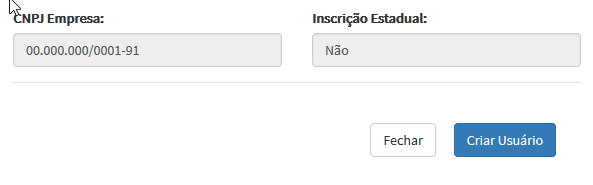 CNPJ Empresa: Inscrição Estadual:
00.000.000/0001-91 Não
Fechar Criar Usuário